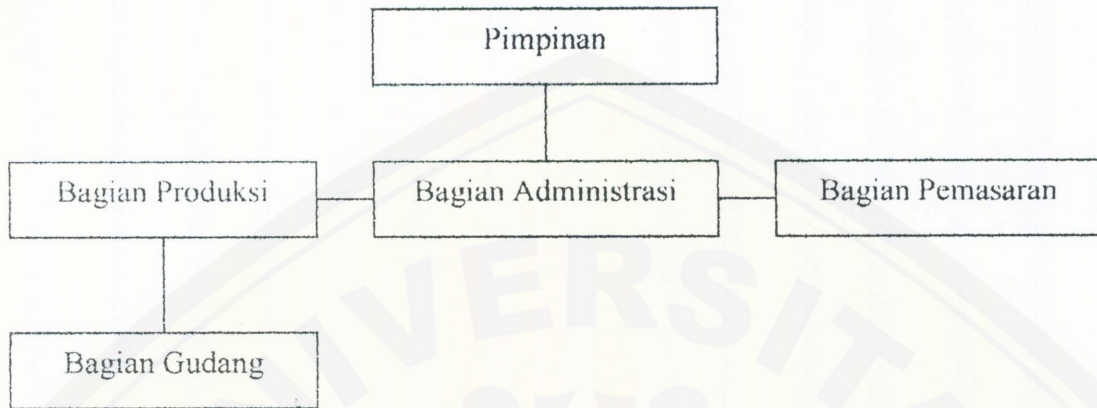 Pimpinan
Bagian Produksi
Bagian Administrasi
Bagian Pemasaran
Bagian Gudang